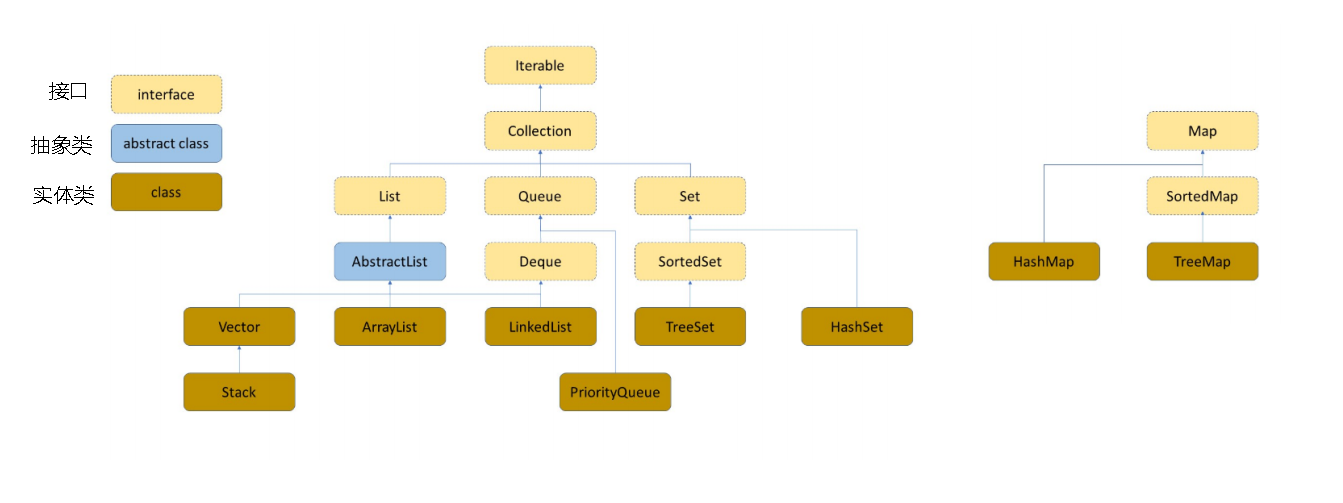 接口
interface
抽象类
abstract class
实体类
class
Iterable
Collection
List
Queue
Set
AbstractList
Deque
SortedSet
Vector
ArrayList
LinkedList
TreeSet
HashSet
Stack
PriorityQueue
Map
SortedMap
HashMap
TreeMap